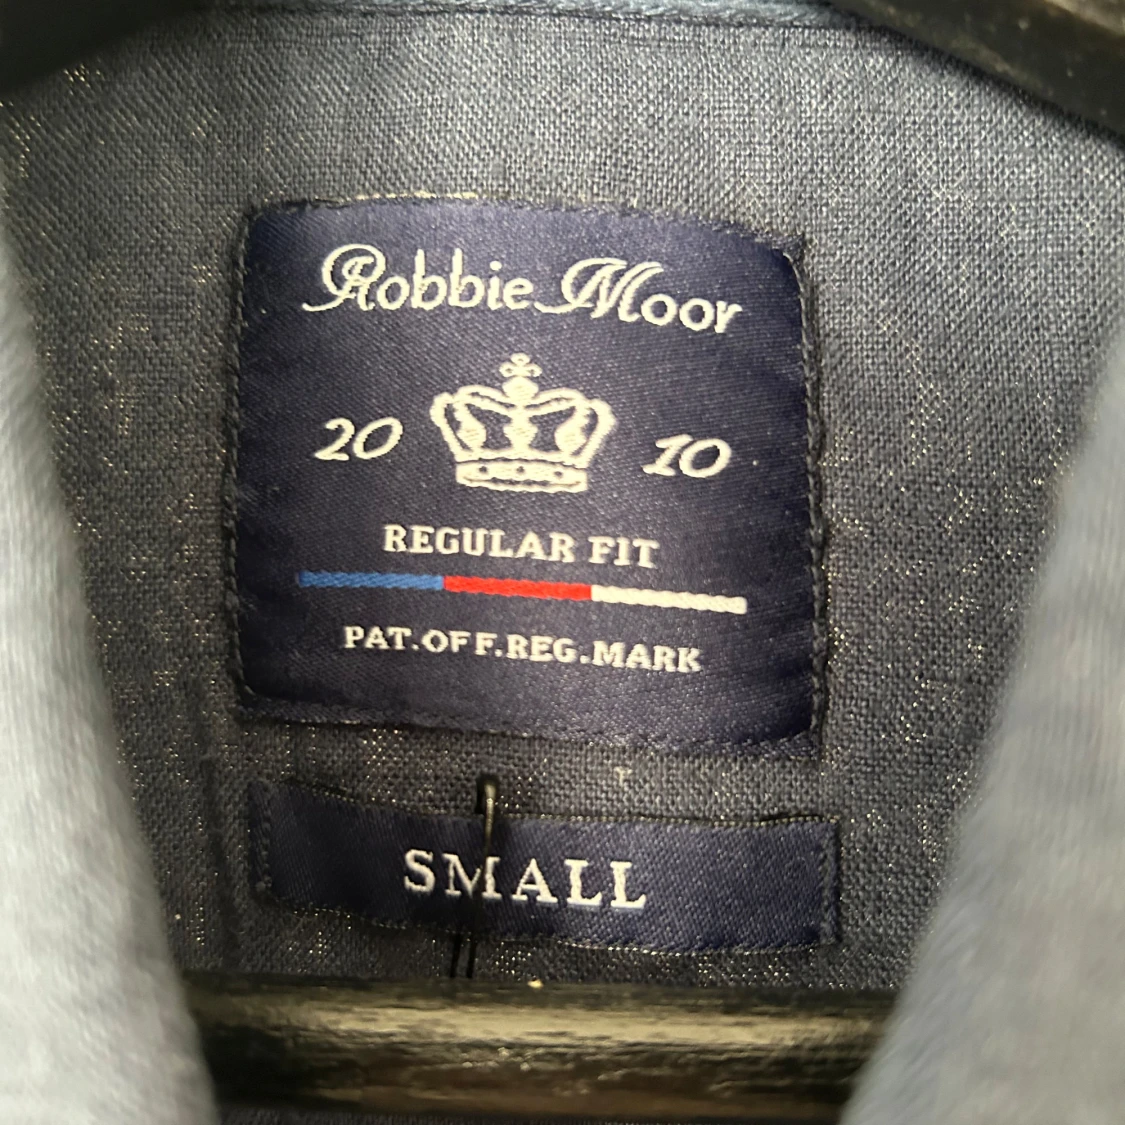 Robbie Moor
20 10
REGULAR FIT
PAT.OFF.REG.MARK
SMALL